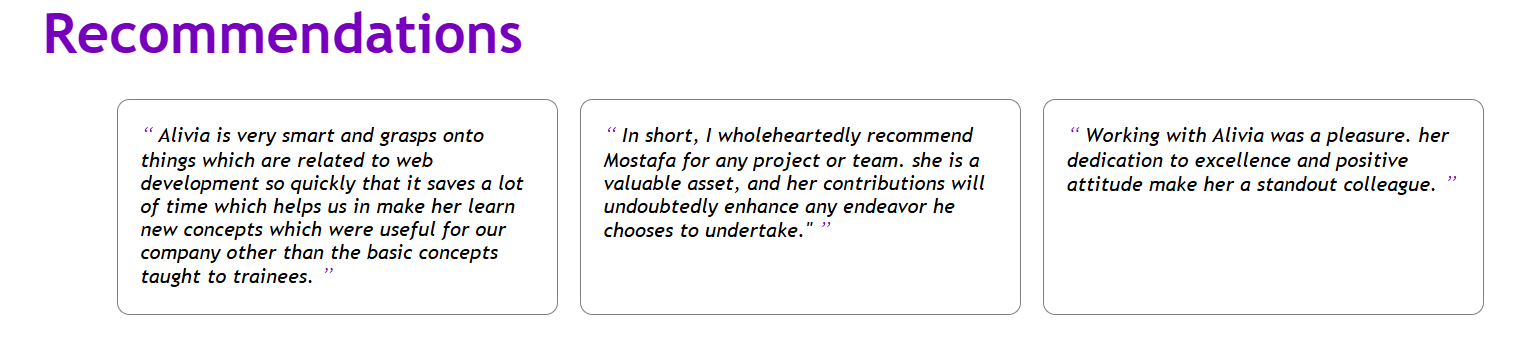 Recommendations
“ Alivia is very smart and grasps onto
things which are related to web
development so quickly that it saves a lot
of time which helps us in make her learn
new concepts which were useful for our
company other than the basic concepts
taught to trainees. ”
“ In short, I wholeheartedly recommend
Mostafa for any project or team. she is a
valuable asset, and her contributions will
undoubtedly enhance any endeavor he
chooses to undertake." ”
“ Working with Alivia was a pleasure. her
dedication to excellence and positive
attitude make her a standout colleague. ”